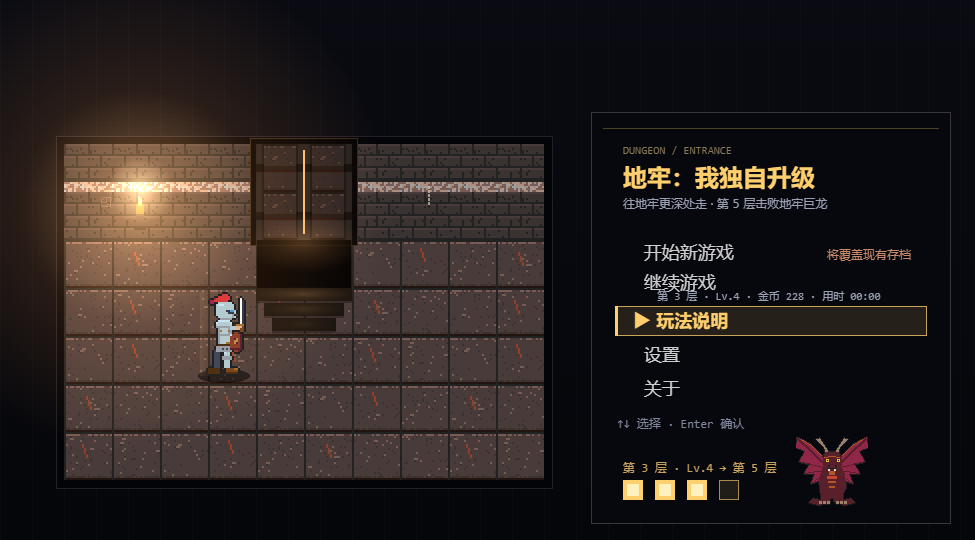 DUNGEON / ENTRANCE
地牢：我独自升级
往地牢更深处走 · 第 5 层击败地牢巨龙
开始新游戏 将覆盖现有存档
继续游戏
第 3 层 · Lv.4 · 金币 228 · 用时 00:00
▶ 玩法说明
设置
关于
↑↓ 选择 · Enter 确认
第 3 层 · Lv.4 → 第 5 层